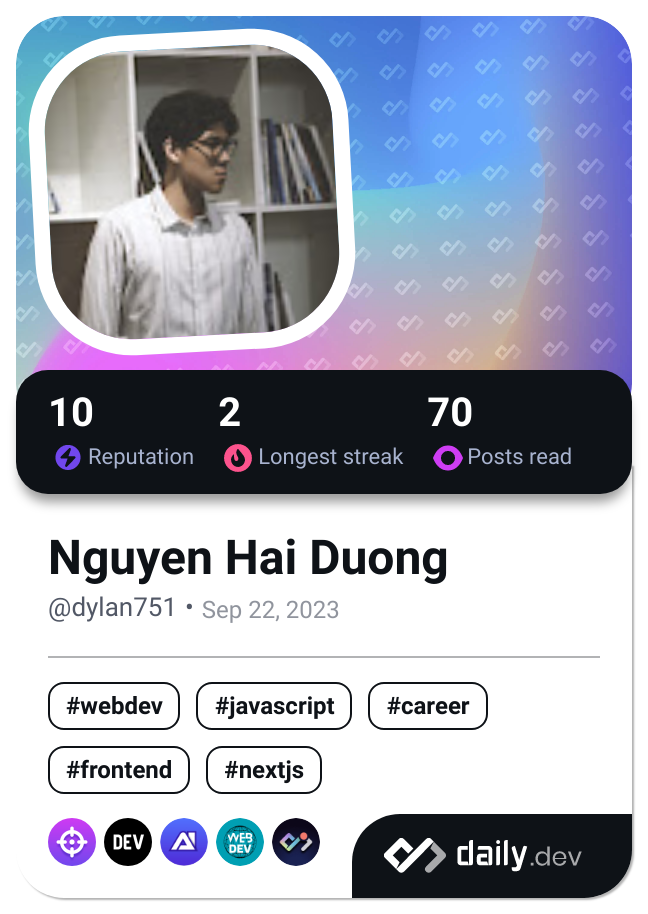 10 2 70
Reputation Longest streak Posts read
Nguyen Hai Duong
@dylan751 • Sep 22, 2023
#webdev #javascript #career
#frontend #nextjs
DEV AI WEB DEV daily.dev